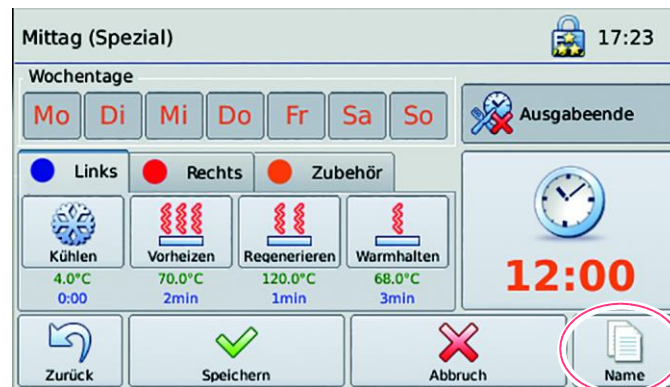 Mittag (Spezial)
17:23
Wochentage
Mo Di Mi Do Fr Sa So
Ausgabeende
Links Rechts Zubehör
Kühlen Vorheizen Regenerieren Warmhalten
4.0°C 70.0°C 120.0°C 68.0°C
0:00 2min 1min 3min
12:00
Zurück Speichern Abbruch Name